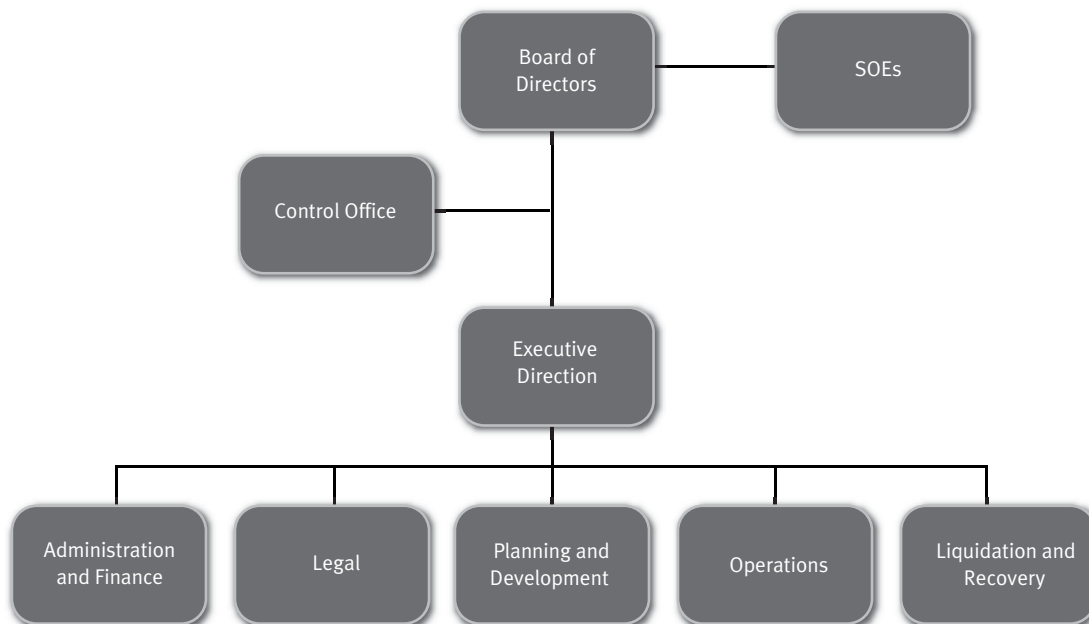 Board of
Directors
SOEs
Control Office
Executive
Direction
Administration
and Finance
Legal
Planning and
Development
Operations
Liquidation and
Recovery